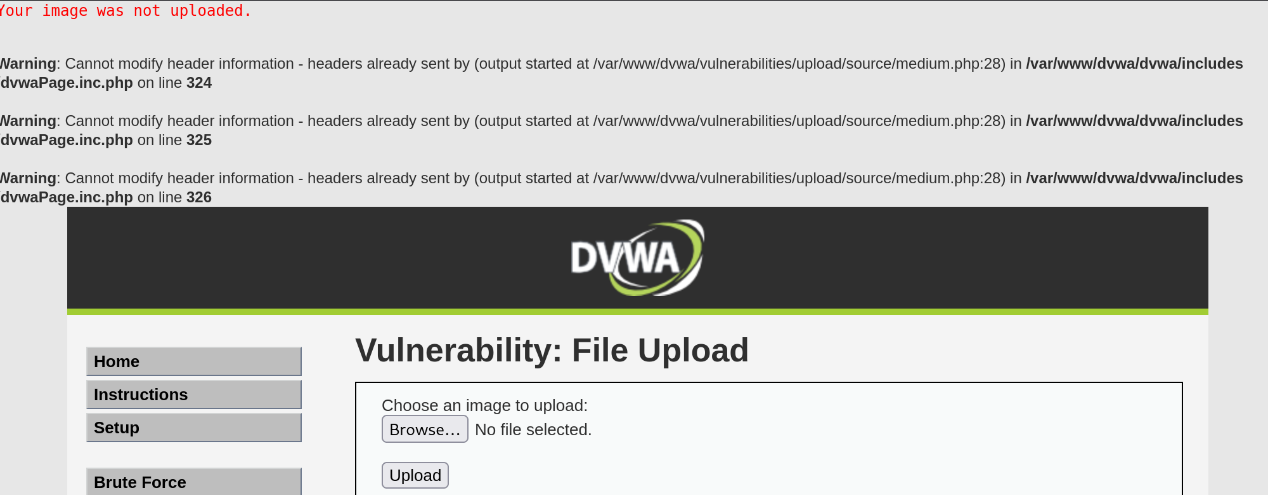 Your image was not uploaded.
Warning: Cannot modify header information - headers already sent by (output started at /var/www/dvwa/vulnerabilities/upload/source/medium.php:28) in /var/www/dvwa/dvwa/includes
/dvwaPage.inc.php on line 324
Warning: Cannot modify header information - headers already sent by (output started at /var/www/dvwa/vulnerabilities/upload/source/medium.php:28) in /var/www/dvwa/dvwa/includes
/dvwaPage.inc.php on line 325
Warning: Cannot modify header information - headers already sent by (output started at /var/www/dvwa/vulnerabilities/upload/source/medium.php:28) in /var/www/dvwa/dvwa/includes
/dvwaPage.inc.php on line 326
DVWA
Home
Instructions
Setup
Brute Force
Vulnerability: File Upload
Choose an image to upload:
Browse... No file selected.
Upload